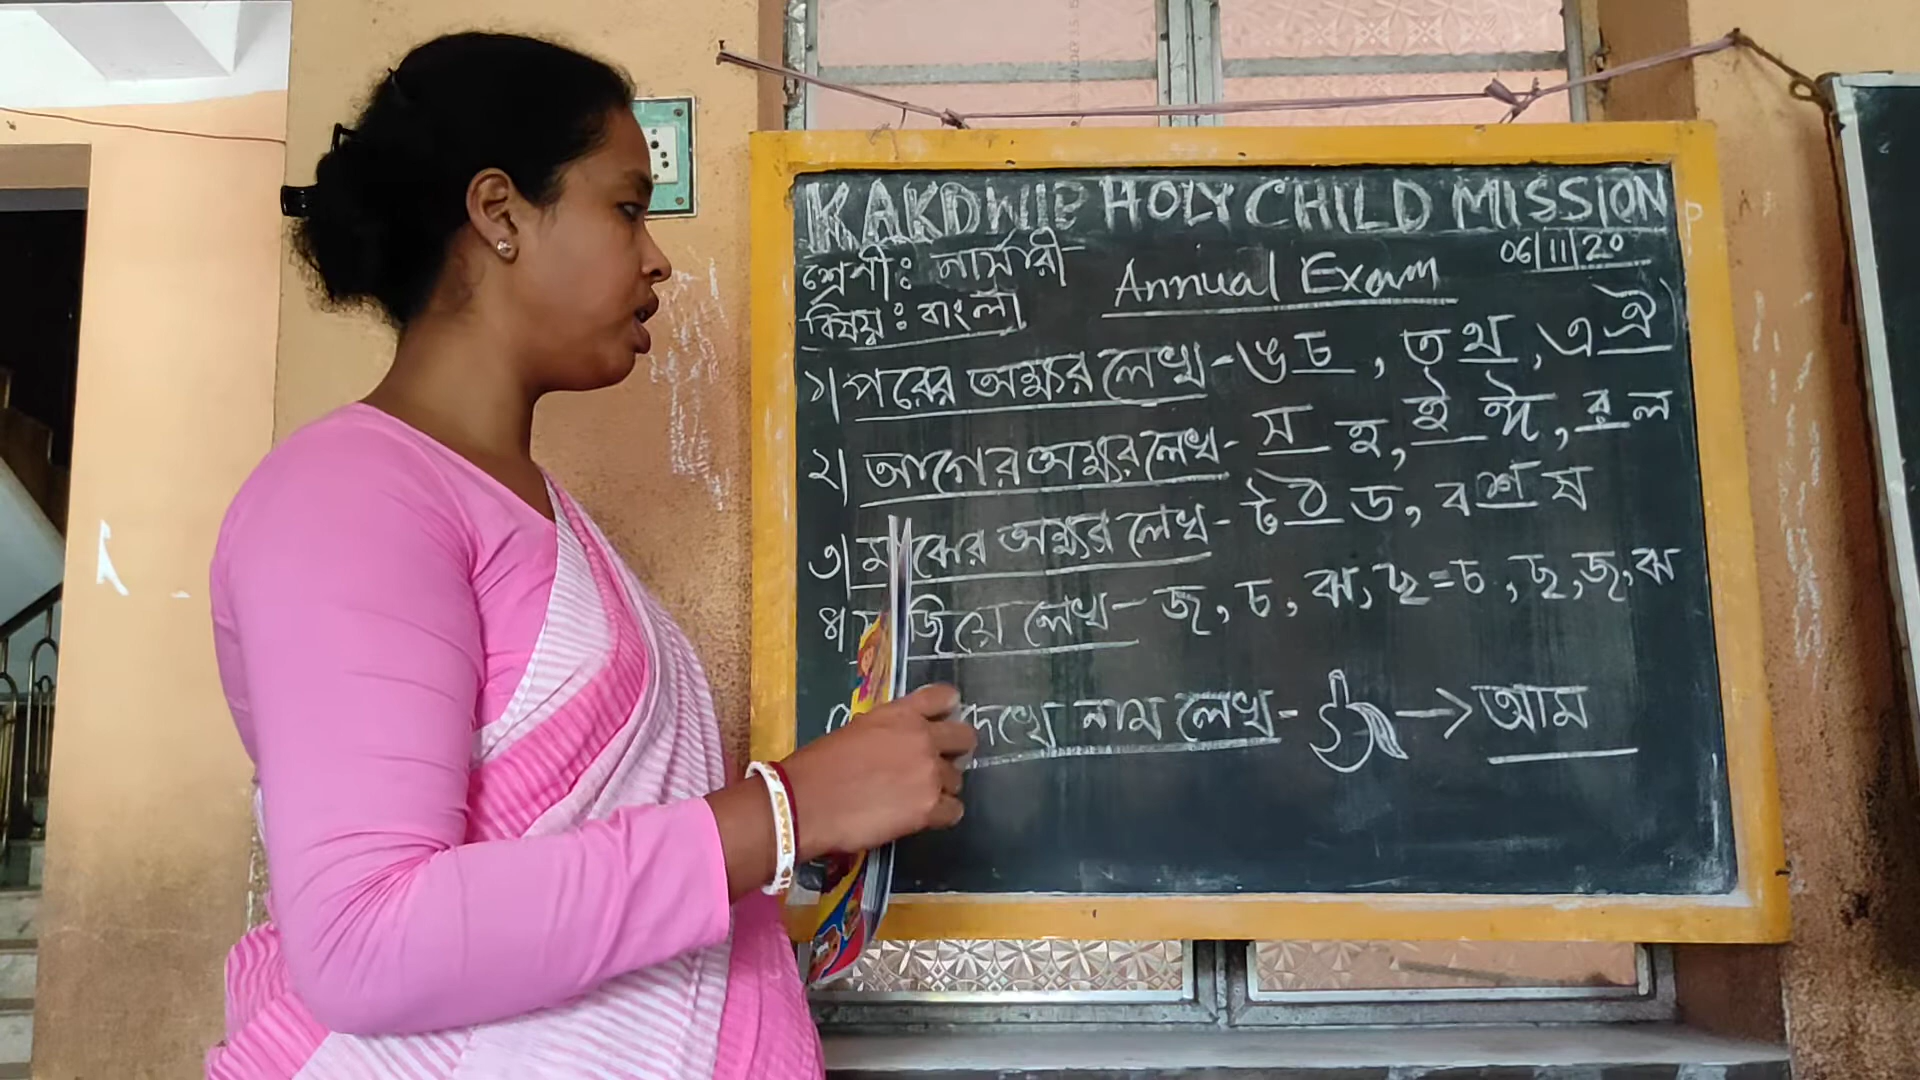 KAKDWIP HOLY CHILD MISSION
শ্রেণী: নার্সারী
06/11/20
বিষয়: বাংলা
Annual Exam
১| পরের অক্ষর লেখ - ঙ চ, ত থ, এ ঐ
২| আগের অক্ষর লেখ - স হ, ই ঈ, র ল
৩| মাঝের অক্ষর লেখ - ট ঠ ড, ব শ ষ
৪| জিয়ে লেখ - জ, চ, ঝ, ছ = চ, ছ, জ, ঝ
দেখে নাম লেখ - → আম